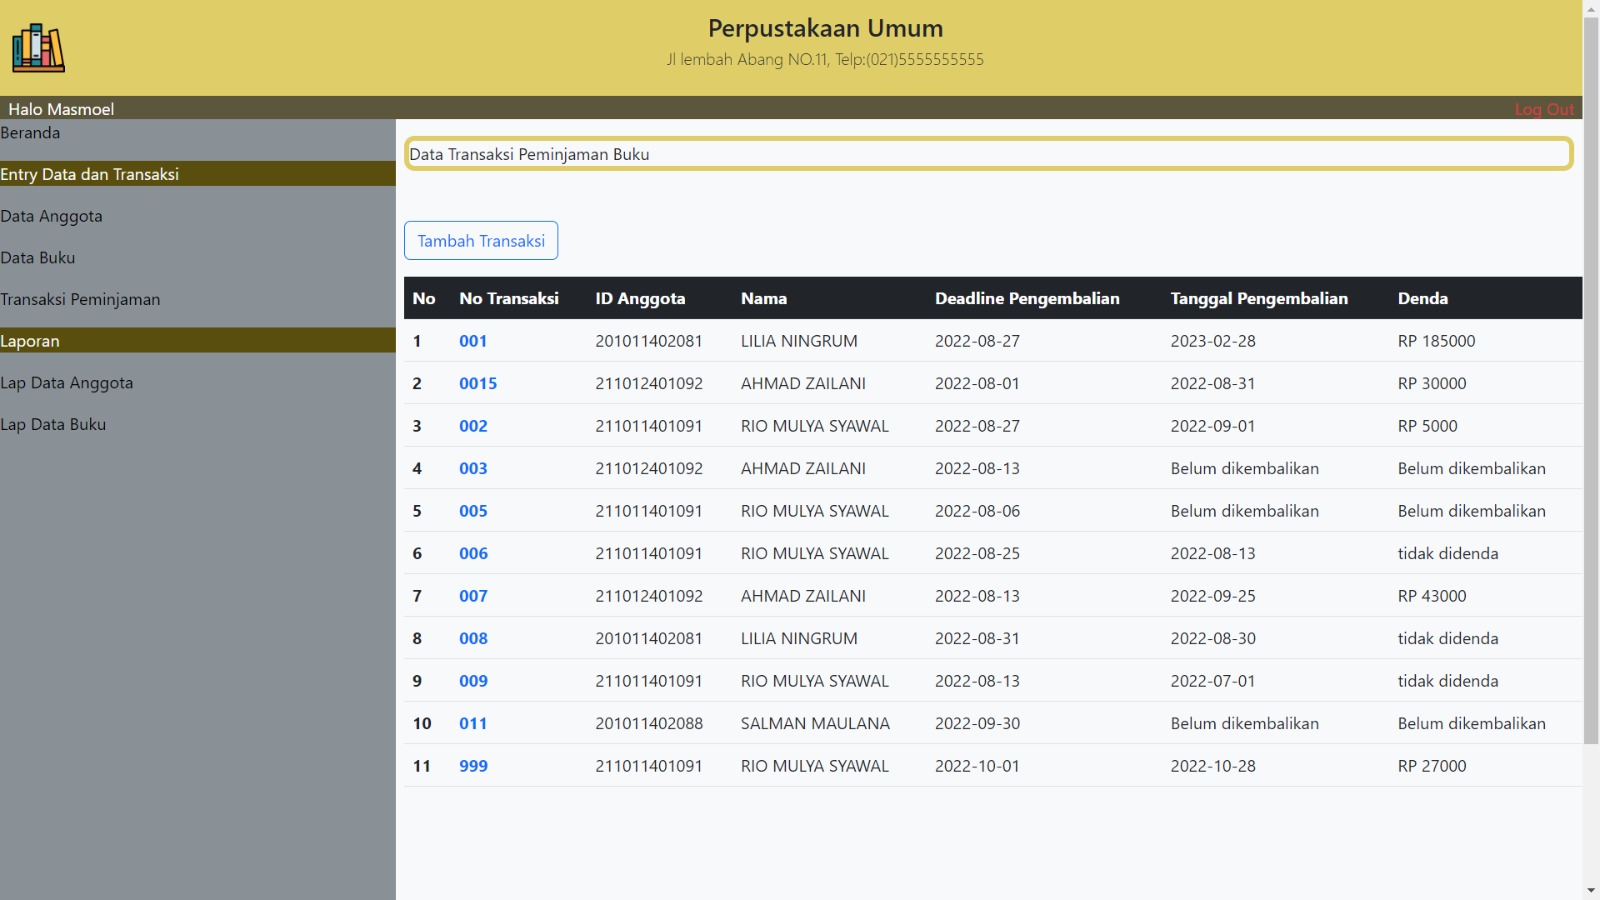 Perpustakaan Umum
Jl lembah Abang NO.11, Telp:(021)5555555555
Halo Masmoel Log Out
Beranda
Entry Data dan Transaksi
Data Anggota
Data Buku
Transaksi Peminjaman
Laporan
Lap Data Anggota
Lap Data Buku
Data Transaksi Peminjaman Buku
Tambah Transaksi
No No Transaksi ID Anggota Nama Deadline Pengembalian Tanggal Pengembalian Denda
1 001 201011402081 LILIA NINGRUM 2022-08-27 2023-02-28 RP 185000
2 0015 211012401092 AHMAD ZAILANI 2022-08-01 2022-08-31 RP 30000
3 002 211011401091 RIO MULYA SYAWAL 2022-08-27 2022-09-01 RP 5000
4 003 211012401092 AHMAD ZAILANI 2022-08-13 Belum dikembalikan Belum dikembalikan
5 005 211011401091 RIO MULYA SYAWAL 2022-08-06 Belum dikembalikan Belum dikembalikan
6 006 211011401091 RIO MULYA SYAWAL 2022-08-25 2022-08-13 tidak didenda
7 007 211012401092 AHMAD ZAILANI 2022-08-13 2022-09-25 RP 43000
8 008 201011402081 LILIA NINGRUM 2022-08-31 2022-08-30 tidak didenda
9 009 211011401091 RIO MULYA SYAWAL 2022-08-13 2022-07-01 tidak didenda
10 011 201011402088 SALMAN MAULANA 2022-09-30 Belum dikembalikan Belum dikembalikan
11 999 211011401091 RIO MULYA SYAWAL 2022-10-01 2022-10-28 RP 27000